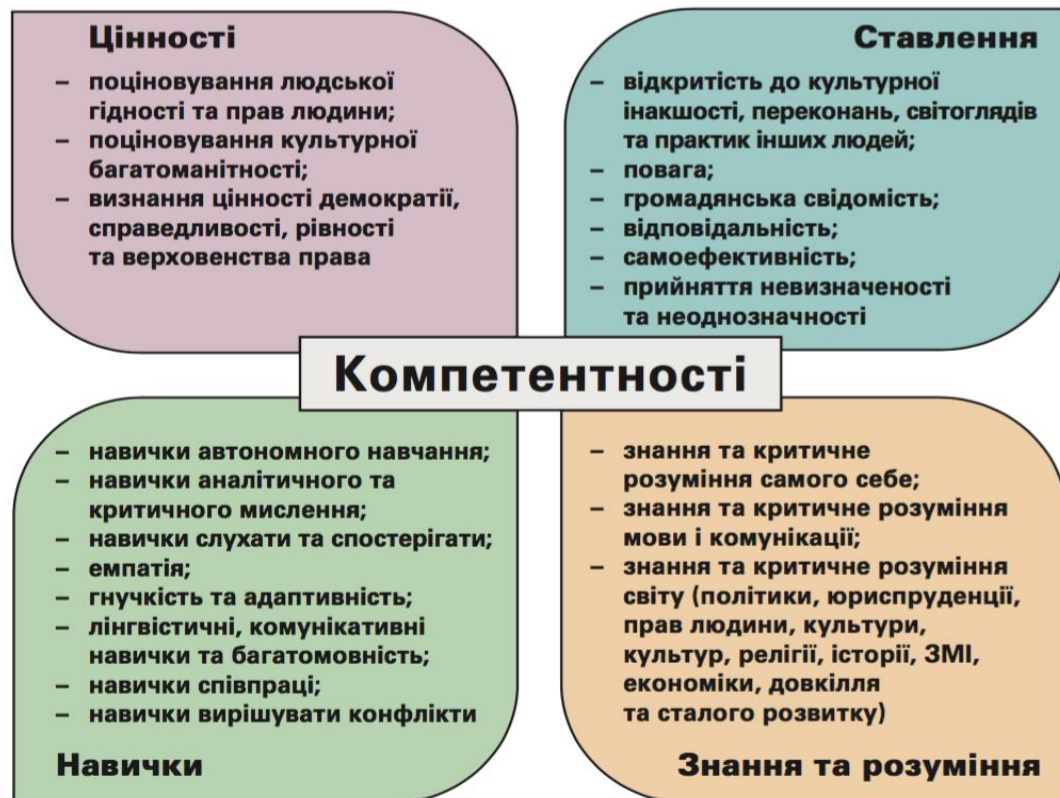 Цінності
– поціновування людської
гідності та прав людини;
– поціновування культурної
багатоманітності;
– визнання цінності демократії,
справедливості, рівності
та верховенства права
Ставлення
– відкритість до культурної
інакшості, переконань, світоглядів
та практик інших людей;
– повага;
– громадянська свідомість;
– відповідальність;
– самоефективність;
– прийняття невизначеності
та неоднозначності
Компетентності
– навички автономного навчання;
– навички аналітичного та
критичного мислення;
– навички слухати та спостерігати;
– емпатія;
– гнучкість та адаптивність;
– лінгвістичні, комунікативні
навички та багатомовність;
– навички співпраці;
– навички вирішувати конфлікти
Навички
– знання та критичне
розуміння самого себе;
– знання та критичне розуміння
мови і комунікації;
– знання та критичне розуміння
світу (політики, юриспруденції,
прав людини, культури,
культур, релігії, історії, ЗМІ,
економіки, довкілля
та сталого розвитку)
Знання та розуміння